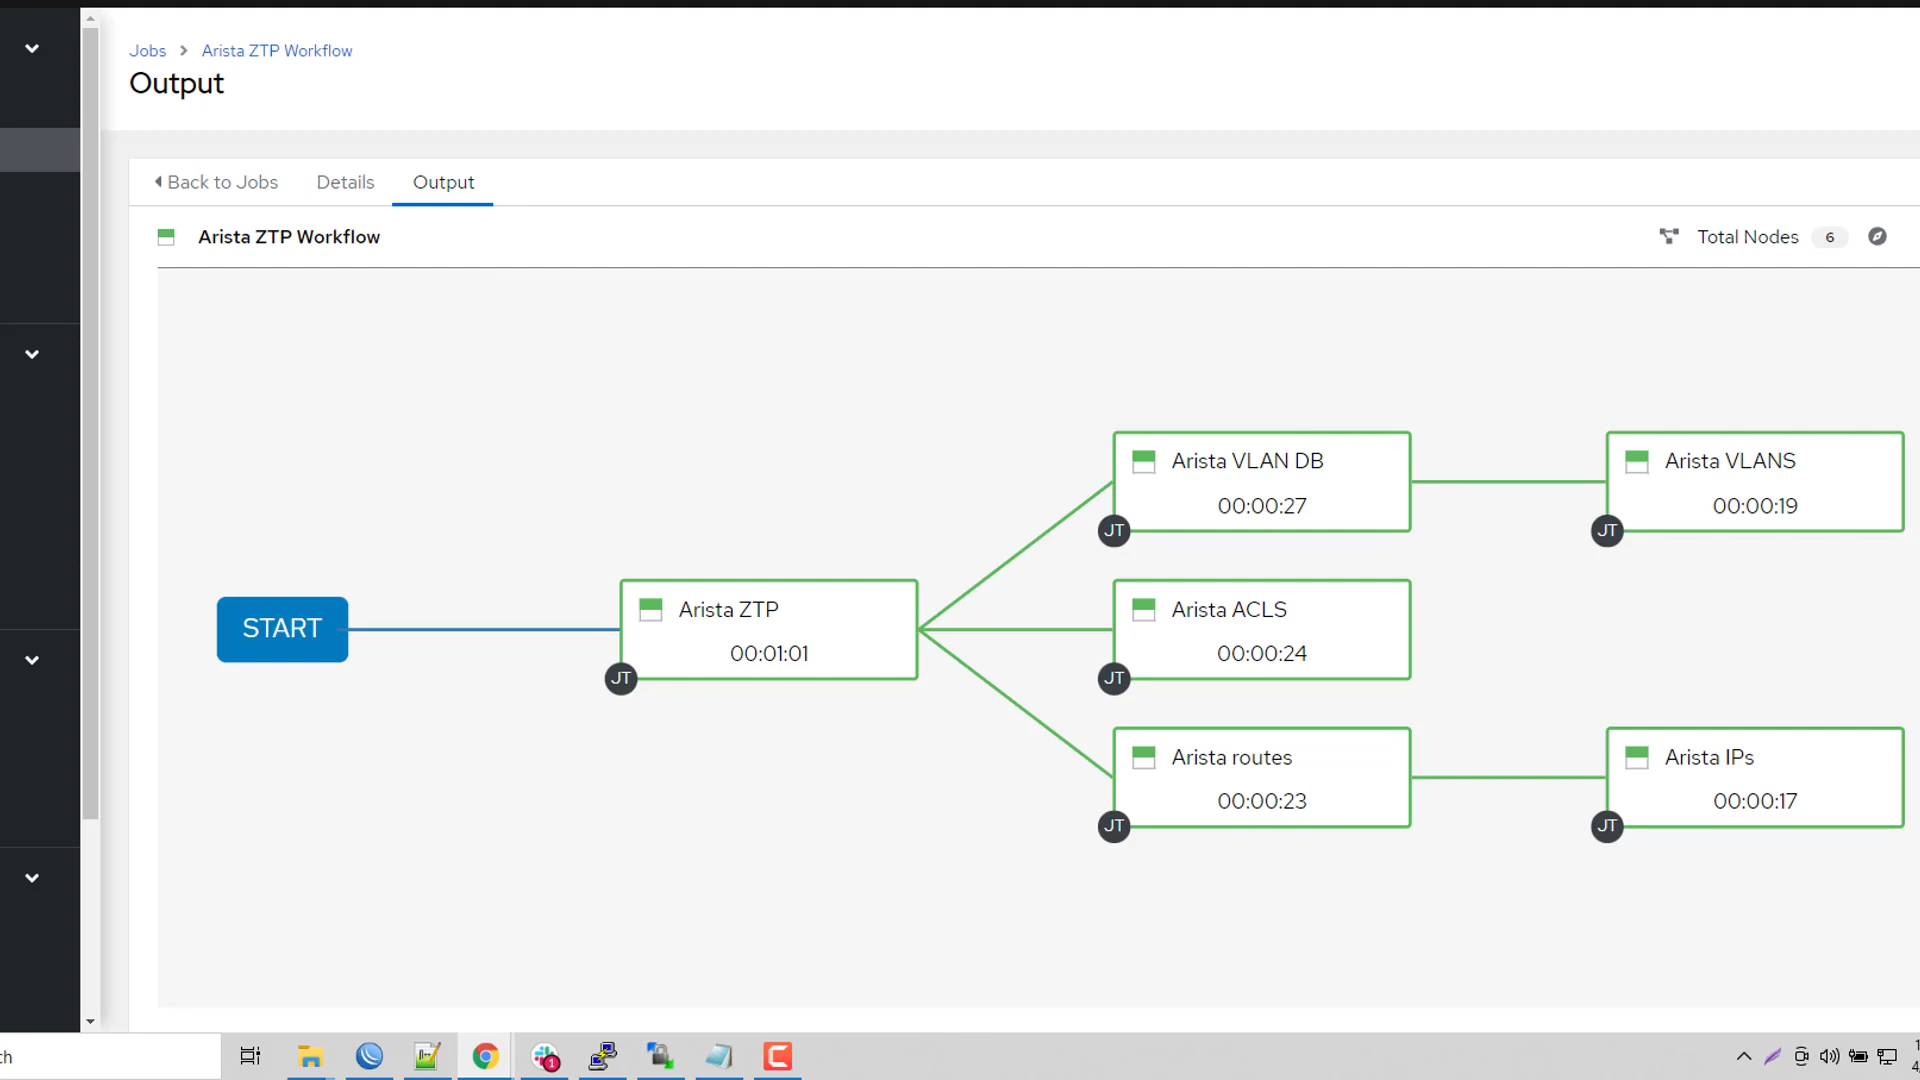 Jobs > Arista ZTP Workflow
Output
Back to Jobs
Details
Output
Arista ZTP Workflow
Total Nodes 6
START
Arista ZTP
00:01:01
JT
Arista VLAN DB
00:00:27
JT
Arista VLANS
00:00:19
JT
Arista ACLS
00:00:24
JT
Arista routes
00:00:23
JT
Arista IPs
00:00:17
JT
ch
1